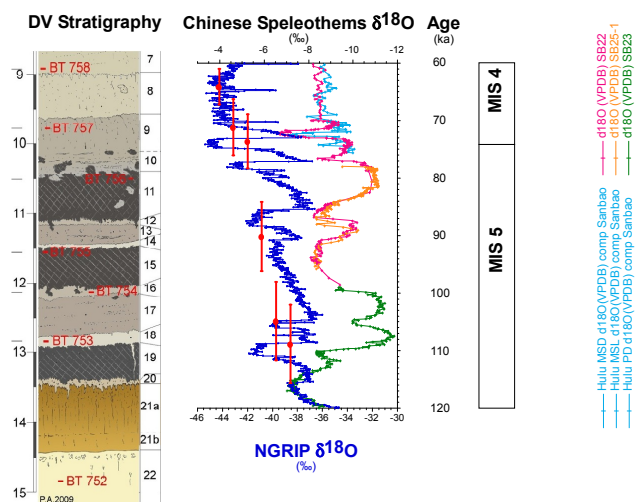 DV Stratigraphy
Chinese Speleothems δ18O
(‰)
Age
(ka)
-4 -6 -8 -10 -12
9
10
11
12
13
14
15
BT 758
BT 757
BT 754
BT 753
BT 752
7
8
9
10
11
12
13
14
15
16
17
18
19
20
21a
21b
22
P.A.2009
60
70
80
90
100
110
120
MIS 4
MIS 5
-46 -44 -42 -40 -38 -36 -34 -32 -30
NGRIP δ18O
(‰)
d18O (VPDB) SB22
d18O (VPDB) SB25-1
d18O (VPDB) SB23
Hulu MSD d18O(VPDB) comp Sanbao
Hulu MSL d18O(VPDB) comp Sanbao
Hulu PD d18O(VPDB) comp Sanbao